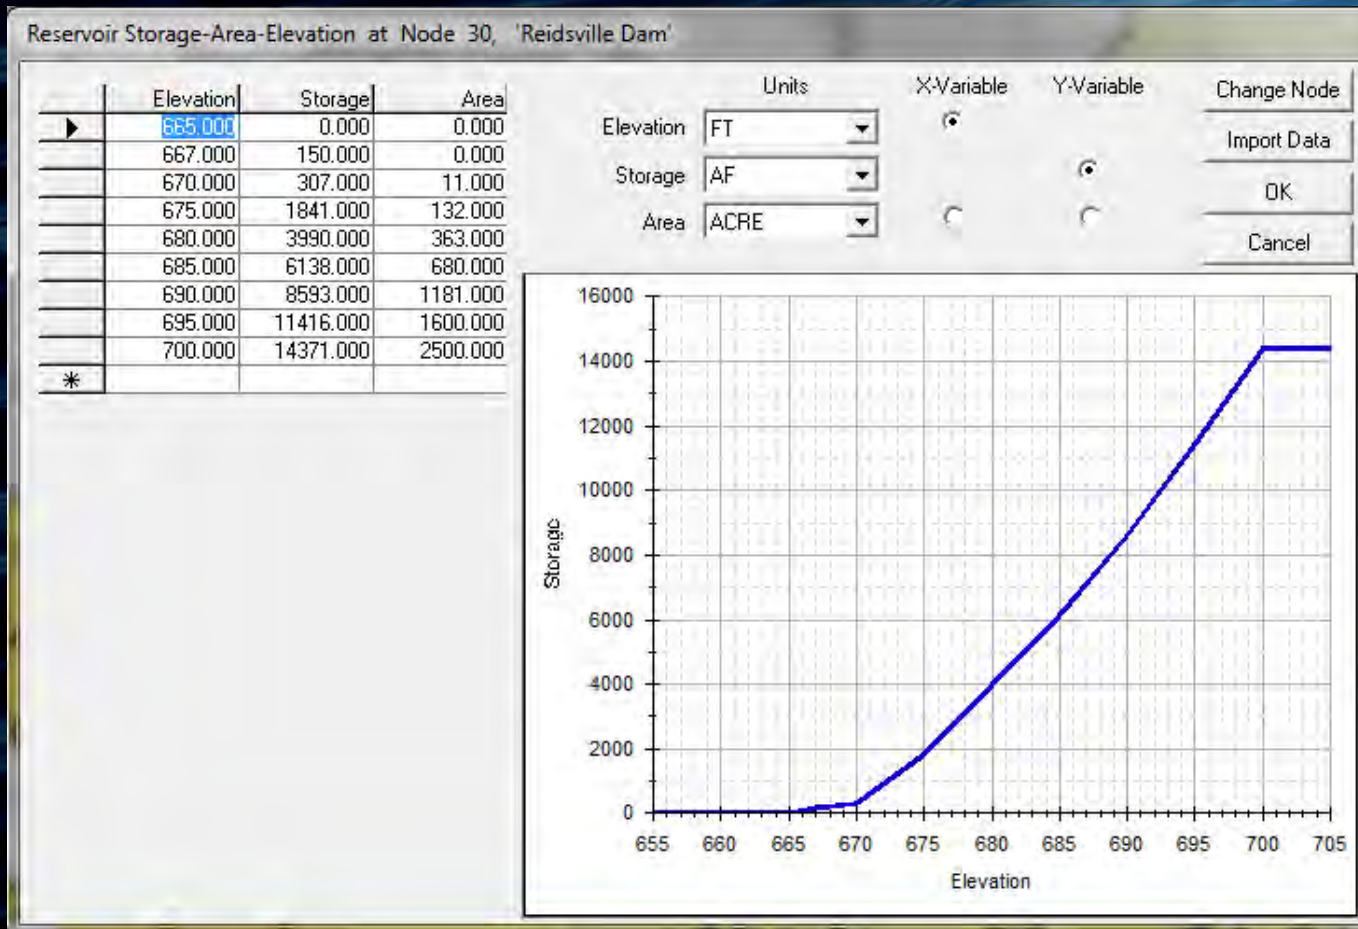 Reservoir Storage-Area-Elevation at Node 30, 'Reidsville Dam'
Elevation Storage Area
665.000 0.000 0.000
667.000 150.000 0.000
670.000 307.000 11.000
675.000 1841.000 132.000
680.000 3990.000 363.000
685.000 6138.000 680.000
690.000 8593.000 1181.000
695.000 11416.000 1600.000
700.000 14371.000 2500.000
*
Units X-Variable Y-Variable
Elevation FT
Storage AF
Area ACRE
Change Node
Import Data
OK
Cancel
16000
14000
12000
10000
8000
6000
4000
2000
0
Storage
655 660 665 670 675 680 685 690 695 700 705
Elevation